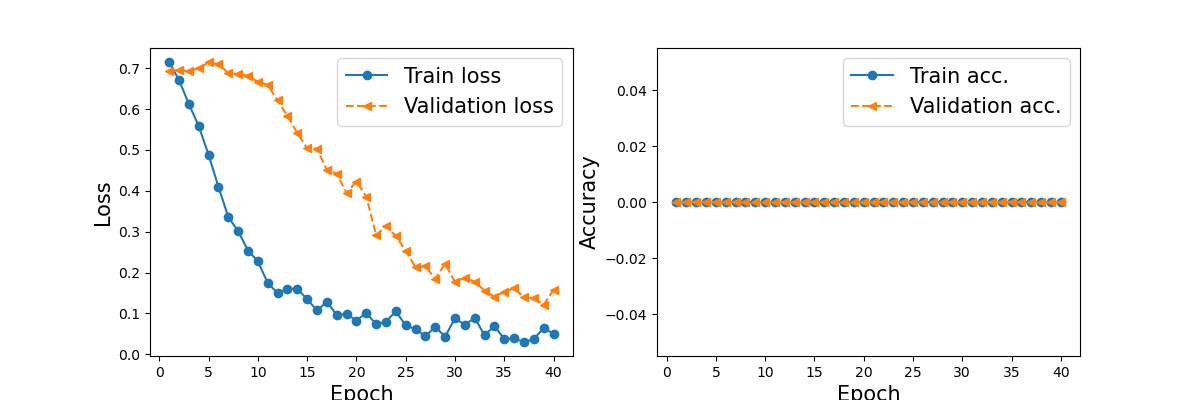 0.7
0.6
0.5
0.4
0.3
0.2
0.1
0.0
Loss
Train loss
Validation loss
0 5 10 15 20 25 30 35 40
Epoch
0.04
0.02
0.00
−0.02
−0.04
Accuracy
Train acc.
Validation acc.
0 5 10 15 20 25 30 35 40
Epoch